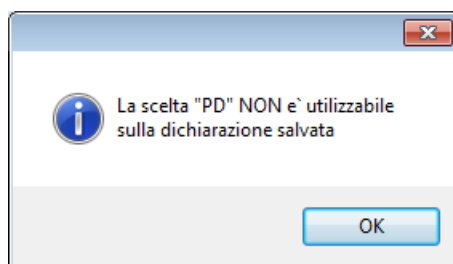 La scelta "PD" NON e` utilizzabile
sulla dichiarazione salvata
OK